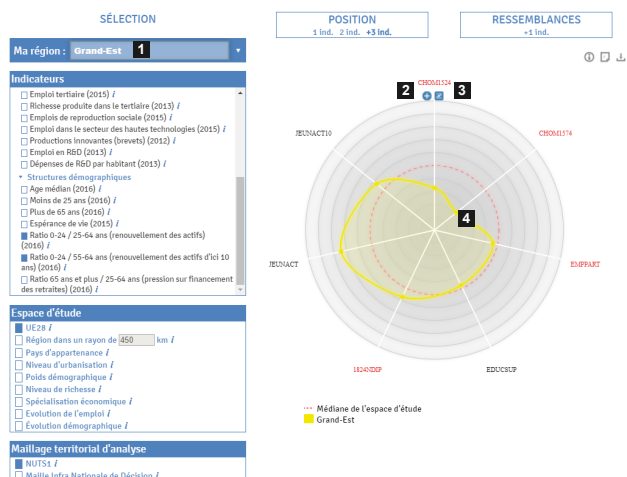 SÉLECTION
Ma région : Grand-Est 1
Indicateurs
Emploi tertiaire (2015) i
Richesse produite dans le tertiaire (2013) i
Emplois de reproduction sociale (2015) i
Emploi dans le secteur des hautes technologies (2015) i
Productions innovantes (brevets) (2012) i
Emploi en R&D (2013) i
Dépenses de R&D par habitant (2013) i
Structures démographiques
Age médian (2016) i
Moins de 25 ans (2016) i
Plus de 65 ans (2016) i
Espérance de vie (2015) i
Ratio 0-24 / 25-64 ans (renouvellement des actifs)
(2016) i
Ratio 0-24 / 55-64 ans (renouvellement des actifs d'ici 10
ans) (2016) i
Ratio 65 ans et plus / 25-64 ans (pression sur financement
des retraites) (2016) i
Espace d'étude
UE28 i
Région dans un rayon de 450 km i
Pays d'appartenance i
Niveau d'urbanisation i
Poids démographique i
Niveau de richesse i
Spécialisation économique i
Evolution de l'emploi i
Évolution démographique i
Maillage territorial d'analyse
NUTS1 i
Maille Infra Nationale de Décision i
POSITION
1 ind. 2 ind. +3 ind.
RESSEMBLANCES
+1 ind.
CHOM1524
2 3
JEUNACT10
CHOM1574
4
JEUNACT
EMPPART
1824NDIP
EDUCSUP
Médiane de l'espace d'étude
Grand-Est